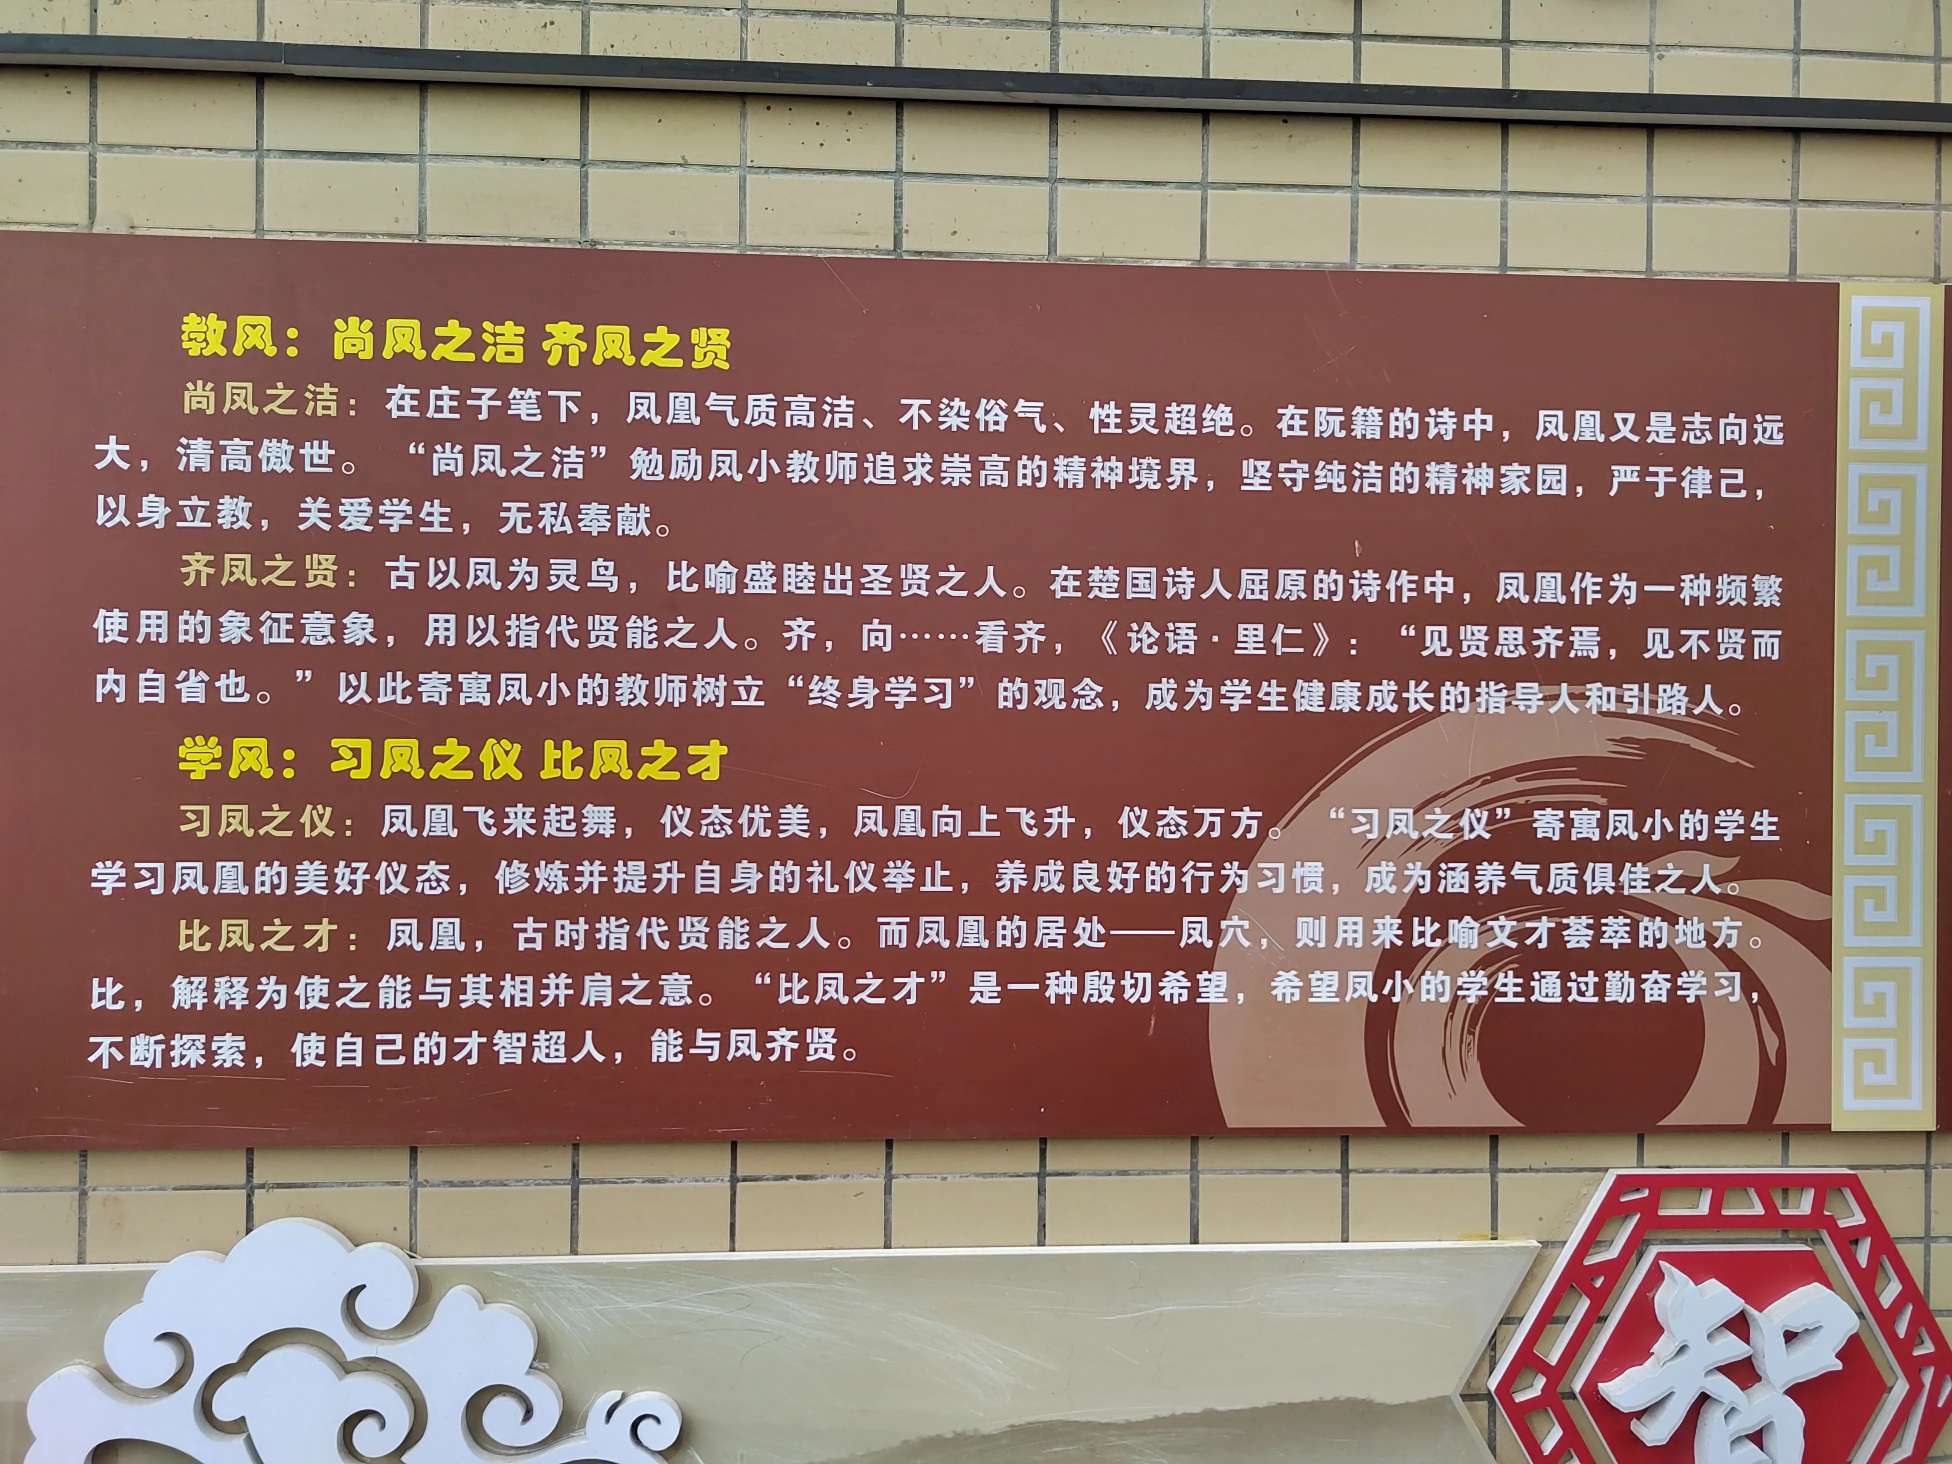 教风：尚凤之洁 齐凤之贤
尚凤之洁：在庄子笔下，凤凰气质高洁、不染俗气、性灵超绝。在阮籍的诗中，凤凰又是志向远
大，清高傲世。“尚凤之洁”勉励凤小教师追求崇高的精神境界，坚守纯洁的精神家园，严于律己，
以身立教，关爱学生，无私奉献。
齐凤之贤：古以凤为灵鸟，比喻盛睦出圣贤之人。在楚国诗人屈原的诗作中，凤凰作为一种频繁
使用的象征意象，用以指代贤能之人。齐，向……看齐，《论语·里仁》：“见贤思齐焉，见不贤而
内自省也。”以此寄寓凤小的教师树立“终身学习”的观念，成为学生健康成长的指导人和引路人。
学风：习凤之仪 比凤之才
习凤之仪：凤凰飞来起舞，仪态优美，凤凰向上飞升，仪态万方。“习凤之仪”寄寓凤小的学生
学习凤凰的美好仪态，修炼并提升自身的礼仪举止，养成良好的行为习惯，成为涵养气质俱佳之人。
比凤之才：凤凰，古时指代贤能之人。而凤凰的居处——凤穴，则用来比喻文才荟萃的地方。
比，解释为使之能与其相并肩之意。“比凤之才”是一种殷切希望，希望凤小的学生通过勤奋学习，
不断探索，使自己的才智超人，能与凤齐贤。
智